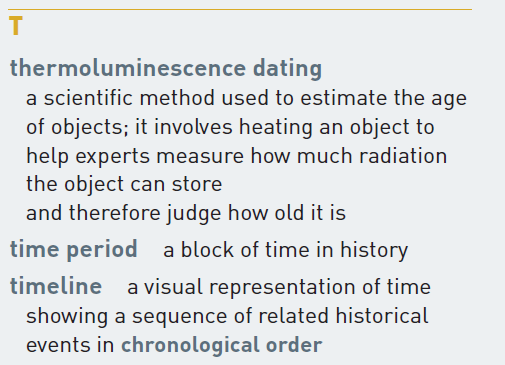 T
thermoluminescence dating
a scientific method used to estimate the age
of objects; it involves heating an object to
help experts measure how much radiation
the object can store
and therefore judge how old it is
time period a block of time in history
timeline a visual representation of time
showing a sequence of related historical
events in chronological order